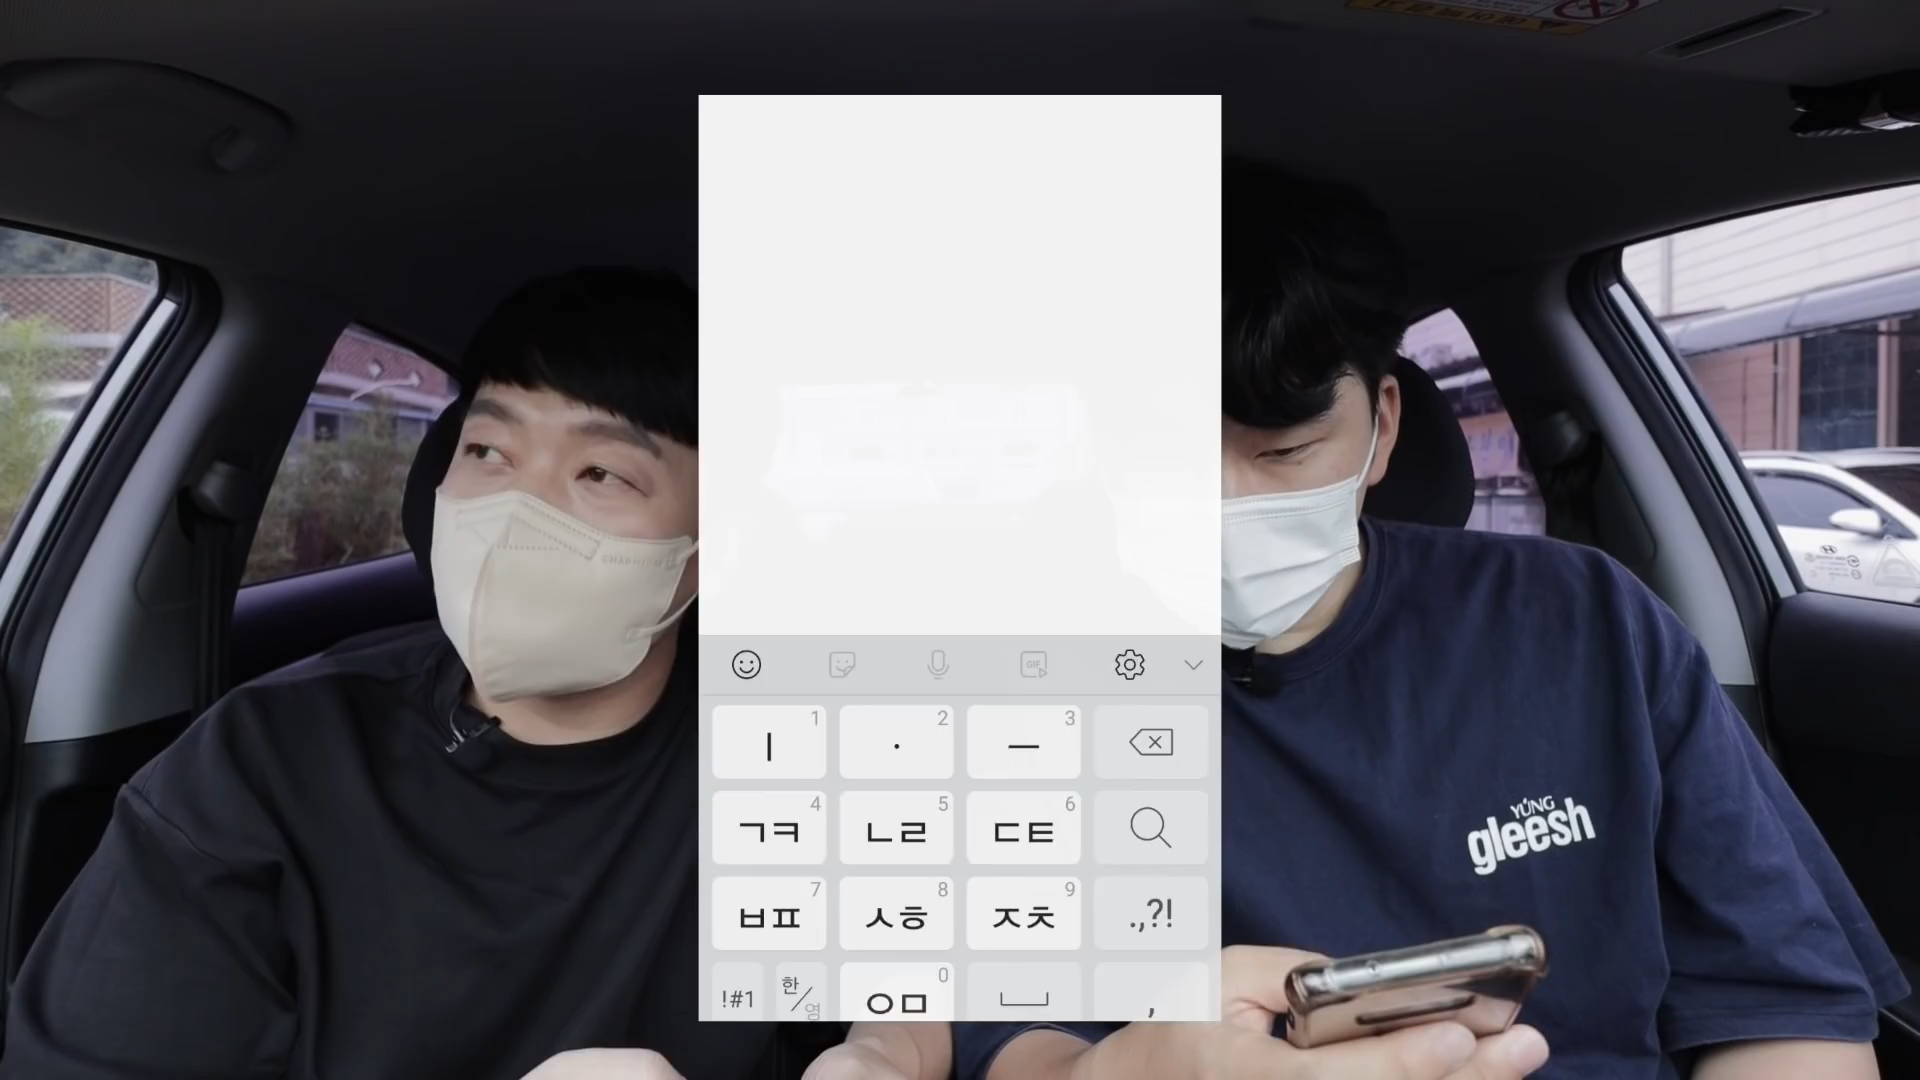 GIF
1 2 3
ㅣ · ㅡ
4 5 6
ㄱㅋ ㄴㄹ ㄷㅌ
7 8 9
ㅂㅍ ㅅㅎ ㅈㅊ .,?!
!#1 한/영 0 ㅇㅁ ,
YUNG
gleesh